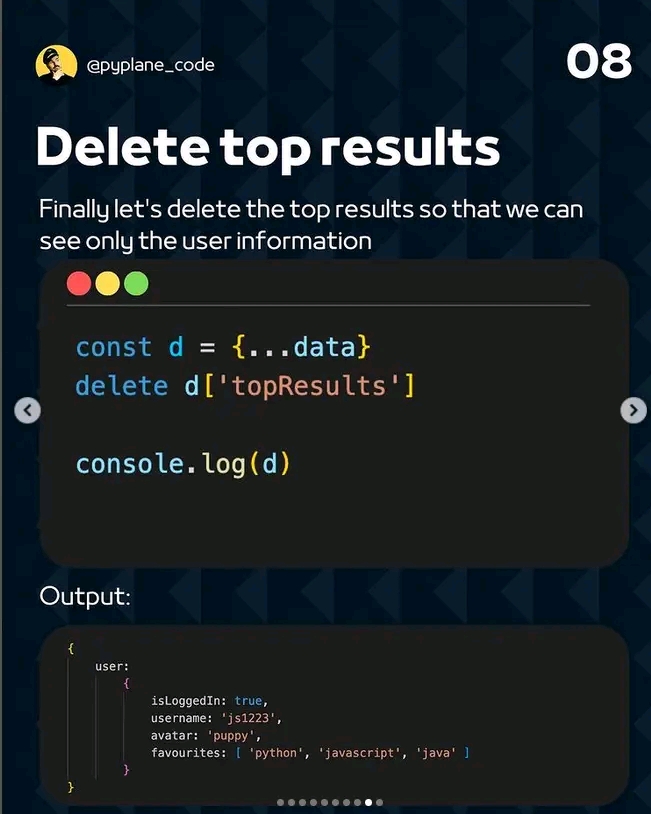 @pyplane_code
08
Delete top results
Finally let's delete the top results so that we can
see only the user information
const d = {...data}
delete d['topResults']
console.log(d)
Output:
{
user:
{
isLoggedIn: true,
username: 'js1223',
avatar: 'puppy',
favourites: [ 'python', 'javascript', 'java' ]
}
}